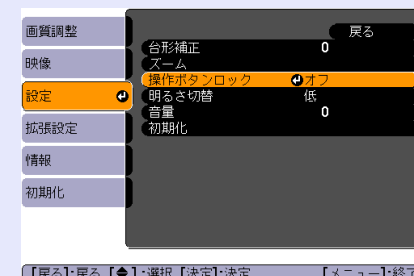 画質調整
映像
設定
拡張設定
情報
初期化
戻る
台形補正 0
ズーム
操作ボタンロック オフ
明るさ切替 低
音量 0
初期化
[戻る]:戻る [◆]:選択 [決定]:決定 [メニュー]:終了